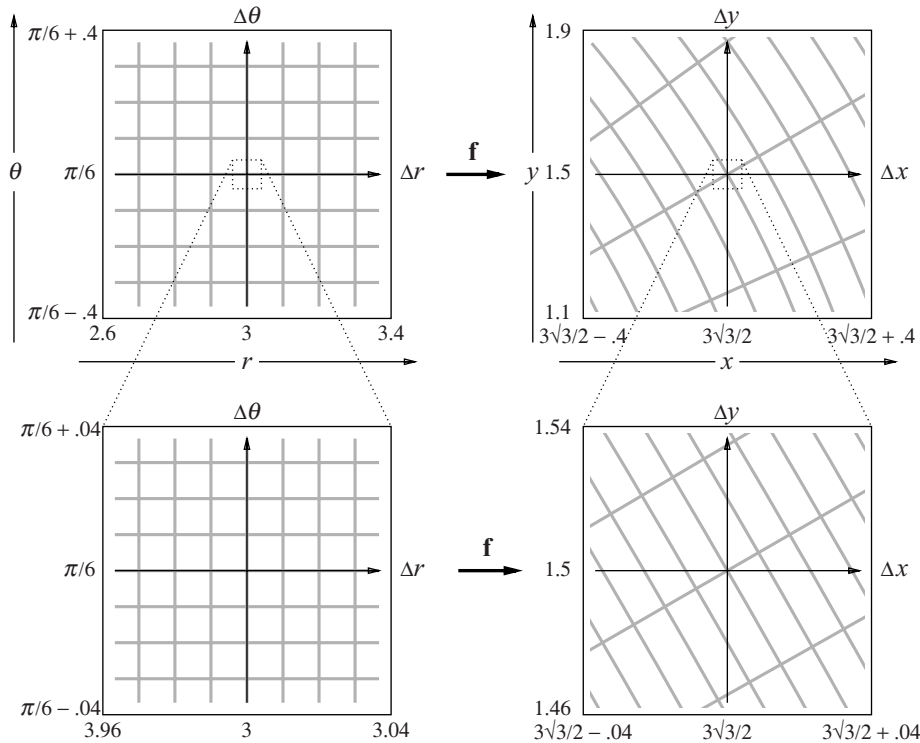 Δθ
π/6 + .4
θ
π/6
Δr
π/6 – .4
2.6
3
3.4
r
f
Δy
1.9
y
1.5
Δx
1.1
3√3/2 – .4
3√3/2
3√3/2 + .4
x
Δθ
π/6 + .04
π/6
Δr
π/6 – .04
3.96
3
3.04
f
Δy
1.54
1.5
Δx
1.46
3√3/2 – .04
3√3/2
3√3/2 + .04